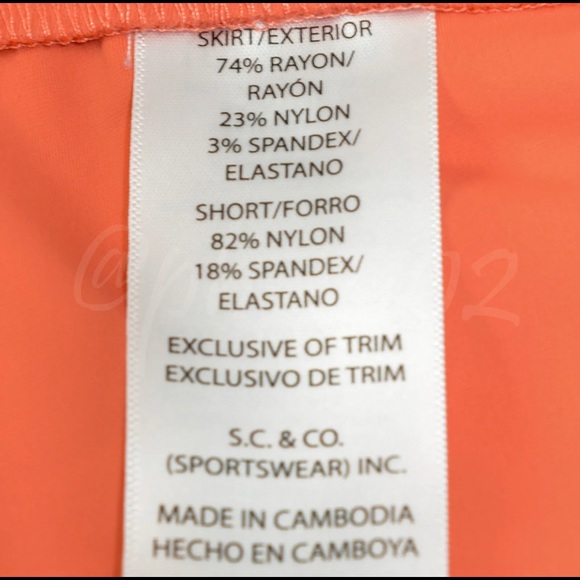 SKIRT/EXTERIOR
74% RAYON/
RAYÓN
23% NYLON
3% SPANDEX/
ELASTANO
SHORT/FORRO
82% NYLON
18% SPANDEX/
ELASTANO
EXCLUSIVE OF TRIM
EXCLUSIVO DE TRIM
S.C. & CO.
(SPORTSWEAR) INC.
MADE IN CAMBODIA
HECHO EN CAMBOYA